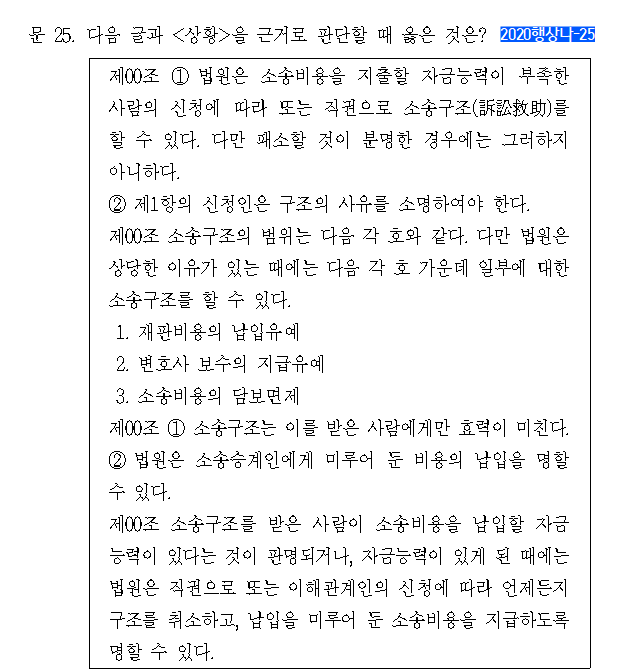 문 25. 다음 글과 <상황>을 근거로 판단할 때 옳은 것은? 2020행상나-25
제00조 ① 법원은 소송비용을 지출할 자금능력이 부족한
사람의 신청에 따라 또는 직권으로 소송구조(訴訟救助)를
할 수 있다. 다만 패소할 것이 분명한 경우에는 그러하지
아니하다.
② 제1항의 신청인은 구조의 사유를 소명하여야 한다.
제00조 소송구조의 범위는 다음 각 호와 같다. 다만 법원은
상당한 이유가 있는 때에는 다음 각 호 가운데 일부에 대한
소송구조를 할 수 있다.
1. 재판비용의 납입유예
2. 변호사 보수의 지급유예
3. 소송비용의 담보면제
제00조 ① 소송구조는 이를 받은 사람에게만 효력이 미친다.
② 법원은 소송승계인에게 미루어 둔 비용의 납입을 명할
수 있다.
제00조 소송구조를 받은 사람이 소송비용을 납입할 자금
능력이 있다는 것이 판명되거나, 자금능력이 있게 된 때에는
법원은 직권으로 또는 이해관계인의 신청에 따라 언제든지
구조를 취소하고, 납입을 미루어 둔 소송비용을 지급하도록
명할 수 있다.